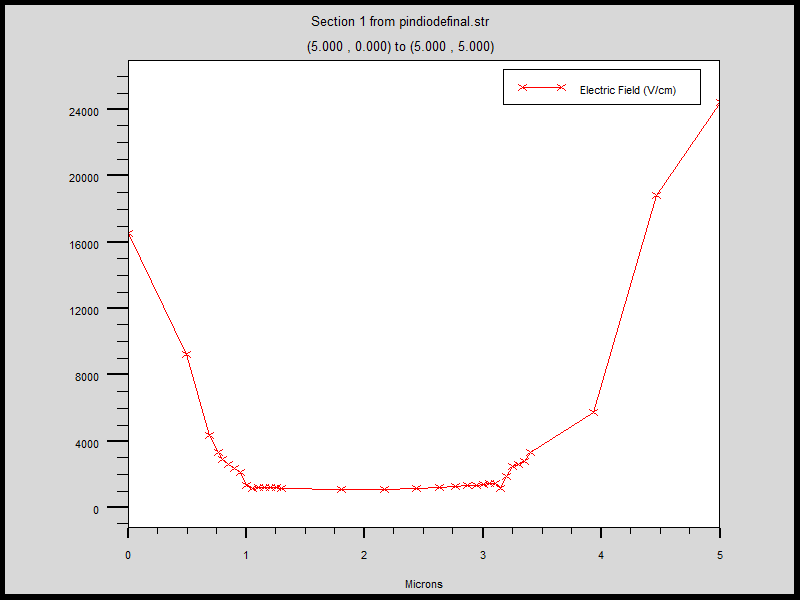 Section 1 from pindiodefinal.str
(5.000 , 0.000) to (5.000 , 5.000)
Electric Field (V/cm)
24000
20000
16000
12000
8000
4000
0
0 1 2 3 4 5
Microns